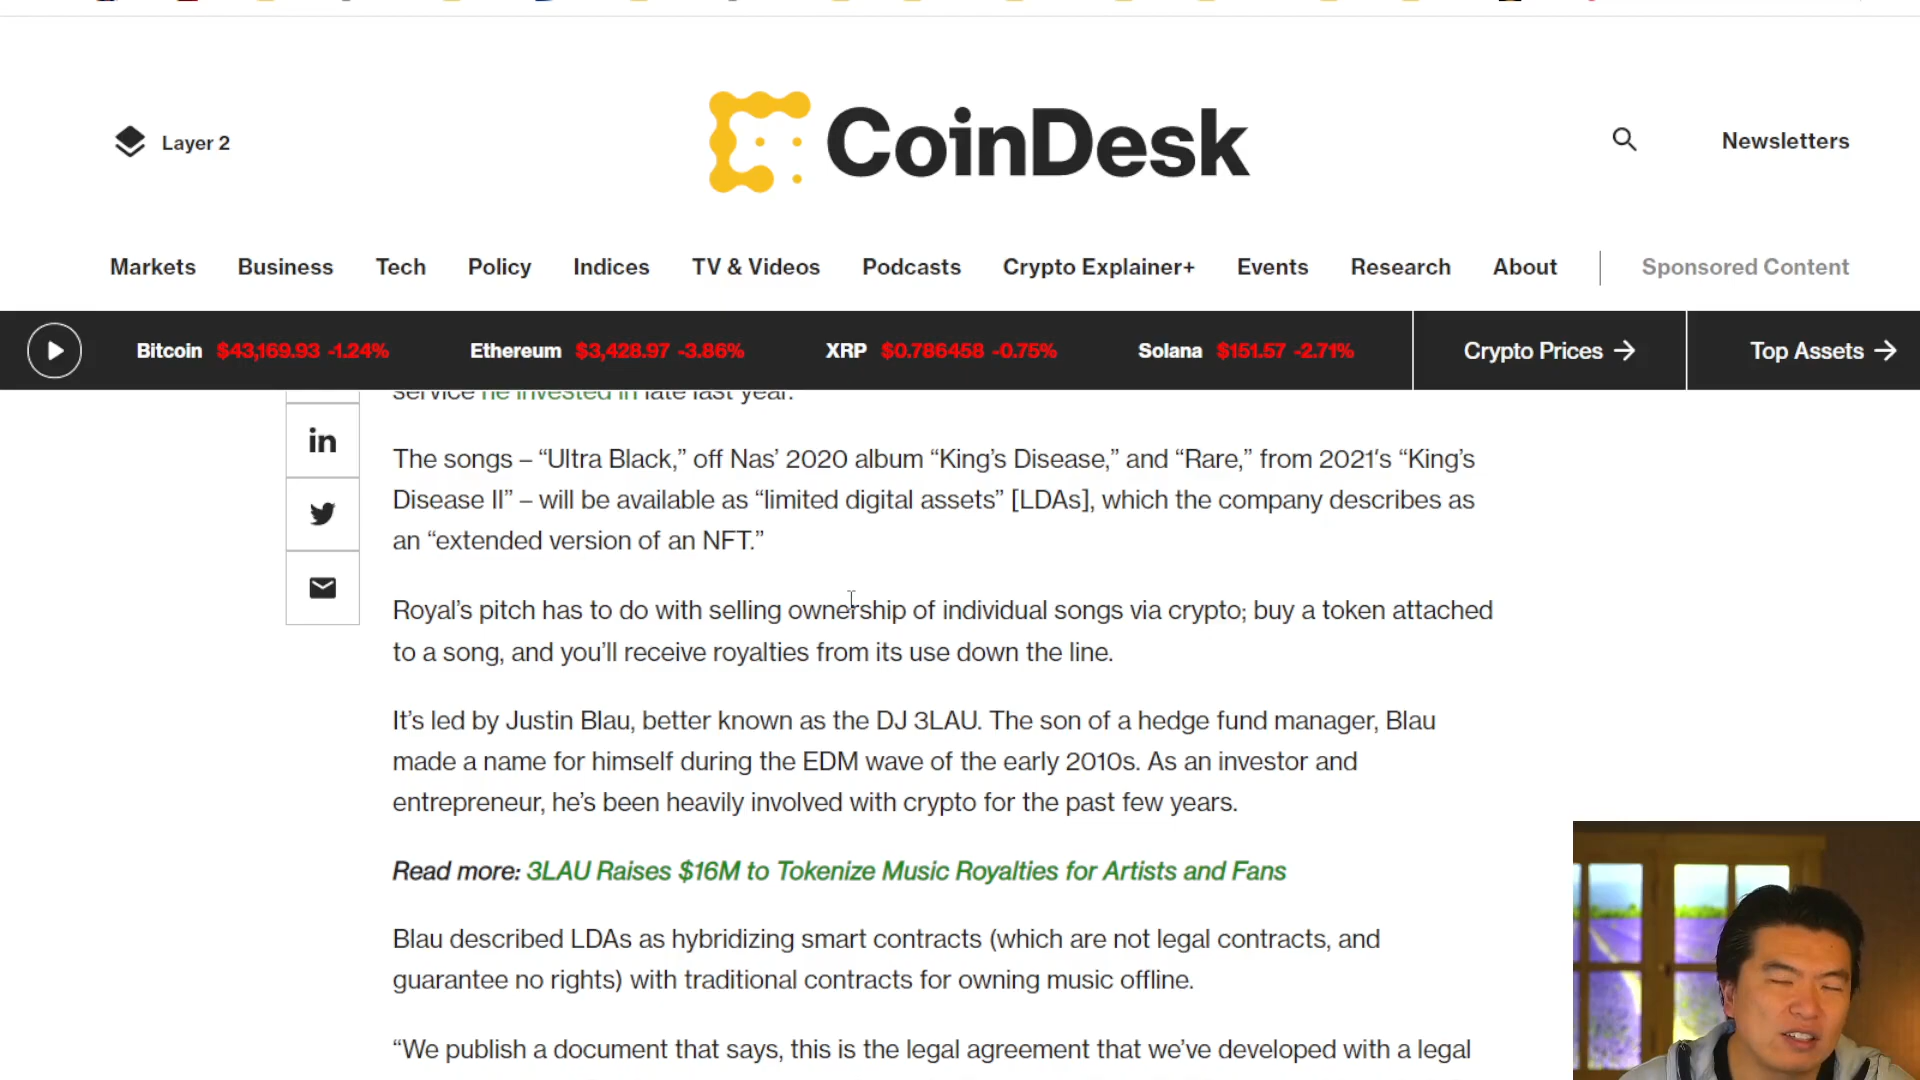 Layer 2
CoinDesk
Newsletters
Markets Business Tech Policy Indices TV & Videos Podcasts Crypto Explainer+ Events Research About Sponsored Content
Bitcoin $43,169.93 -1.24% Ethereum $3,428.97 -3.86% XRP $0.786458 -0.75% Solana $151.57 -2.71% Crypto Prices → Top Assets →
service he invested in late last year.
in
The songs – “Ultra Black,” off Nas’ 2020 album “King’s Disease,” and “Rare,” from 2021’s “King’s
Disease II” – will be available as “limited digital assets” [LDAs], which the company describes as
an “extended version of an NFT.”
Royal’s pitch has to do with selling ownership of individual songs via crypto; buy a token attached
to a song, and you’ll receive royalties from its use down the line.
It’s led by Justin Blau, better known as the DJ 3LAU. The son of a hedge fund manager, Blau
made a name for himself during the EDM wave of the early 2010s. As an investor and
entrepreneur, he’s been heavily involved with crypto for the past few years.
Read more: 3LAU Raises $16M to Tokenize Music Royalties for Artists and Fans
Blau described LDAs as hybridizing smart contracts (which are not legal contracts, and
guarantee no rights) with traditional contracts for owning music offline.
“We publish a document that says, this is the legal agreement that we’ve developed with a legal